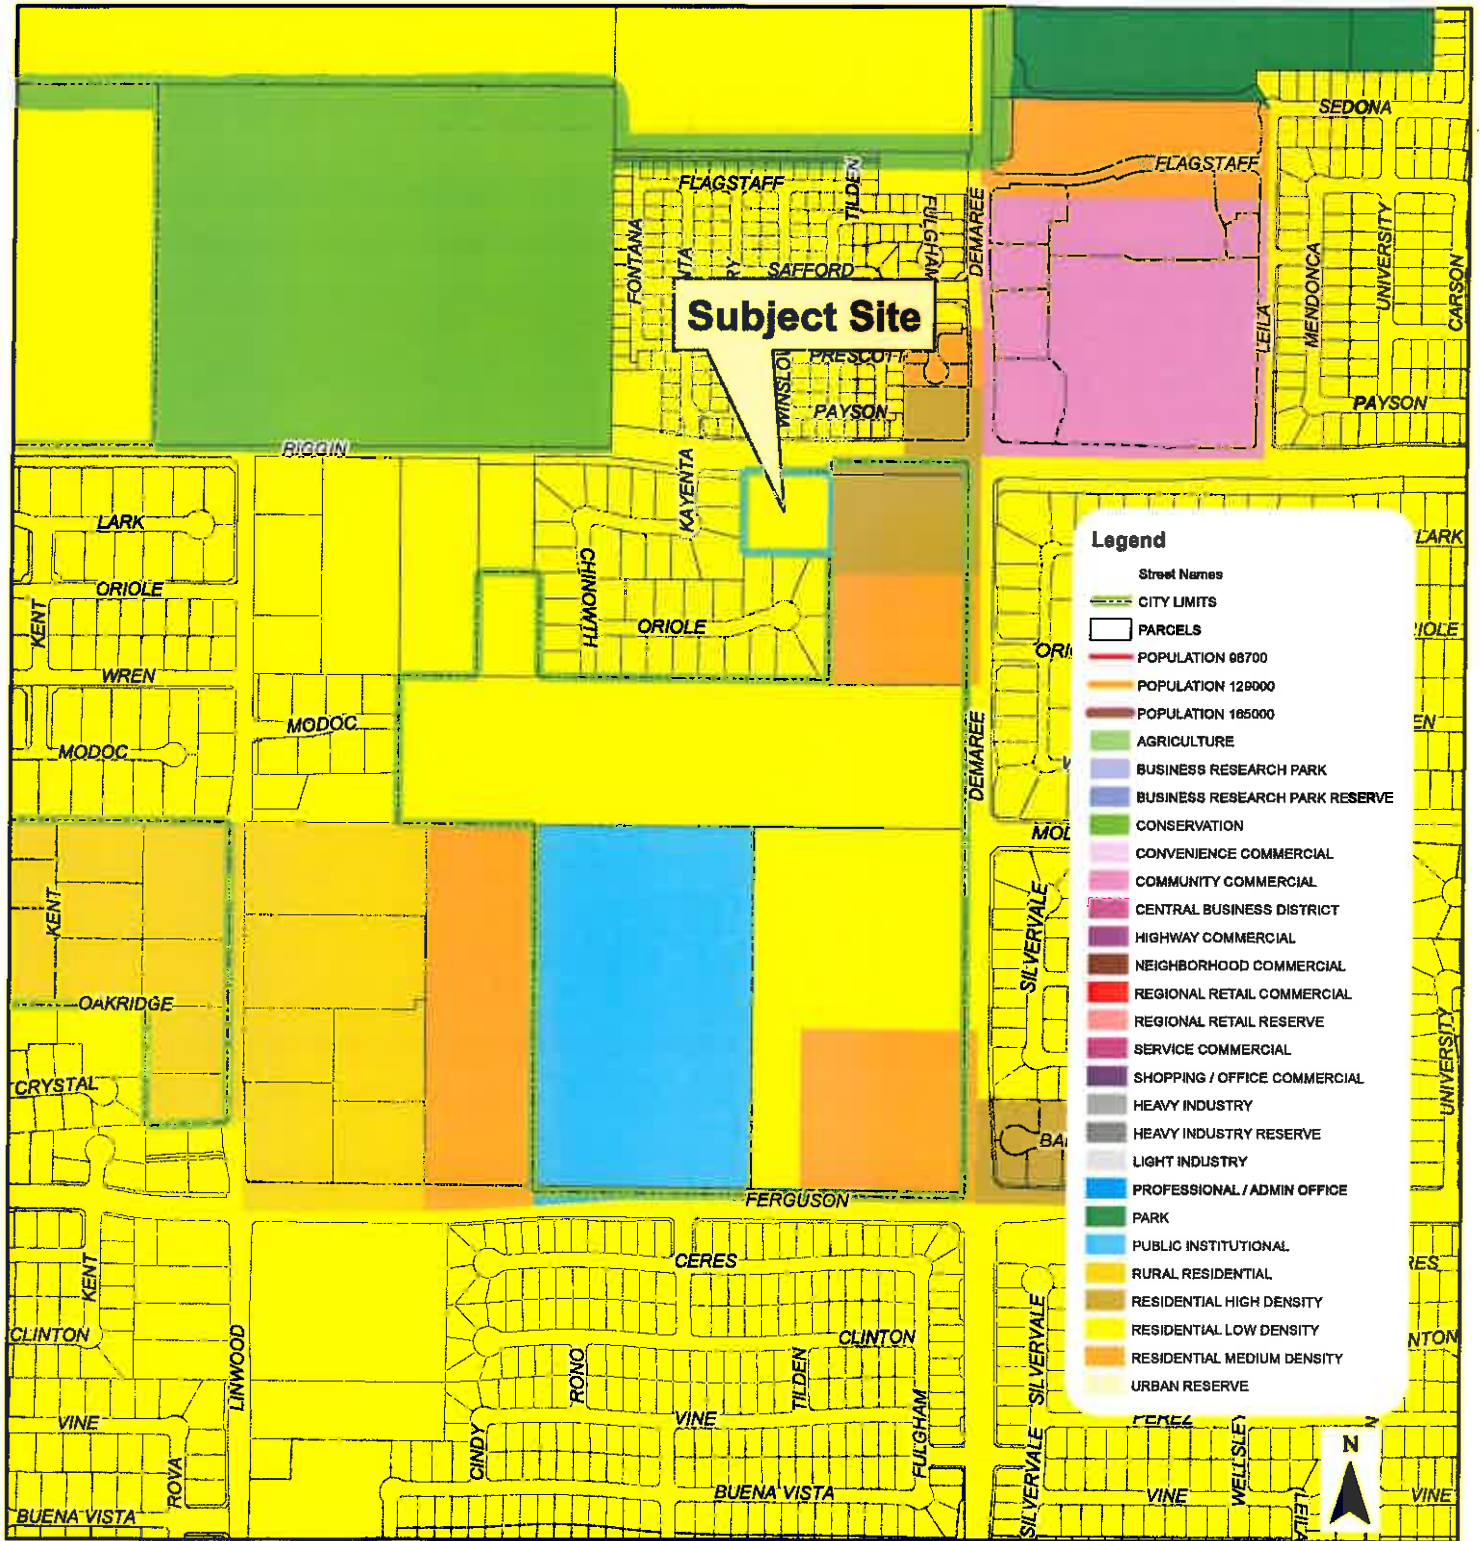 SEDONA
FLAGSTAFF
FLAGSTAFF
TILDEN
FULGHAM
DEMAREE
FONTANA
SAFFORD
MENDONCA
UNIVERSITY
CARSON
LEILA
Subject Site
PRESCOTT
WINSLOW
PAYSON
PAYSON
RIGGIN
KAYENTA
LARK
ORIOLE
KENT
CHINOWTH
ORIOLE
WREN
MODOC
MODOC
DEMAREE
LARK
Legend
Street Names
CITY LIMITS
PARCELS
POPULATION 98700
POPULATION 129000
POPULATION 165000
AGRICULTURE
BUSINESS RESEARCH PARK
BUSINESS RESEARCH PARK RESERVE
CONSERVATION
CONVENIENCE COMMERCIAL
COMMUNITY COMMERCIAL
CENTRAL BUSINESS DISTRICT
HIGHWAY COMMERCIAL
NEIGHBORHOOD COMMERCIAL
REGIONAL RETAIL COMMERCIAL
REGIONAL RETAIL RESERVE
SERVICE COMMERCIAL
SHOPPING / OFFICE COMMERCIAL
HEAVY INDUSTRY
HEAVY INDUSTRY RESERVE
LIGHT INDUSTRY
PROFESSIONAL / ADMIN OFFICE
PARK
PUBLIC INSTITUTIONAL
RURAL RESIDENTIAL
RESIDENTIAL HIGH DENSITY
RESIDENTIAL LOW DENSITY
RESIDENTIAL MEDIUM DENSITY
URBAN RESERVE
KENT
SILVERVALE
OAKRIDGE
UNIVERSITY
CRYSTAL
FERGUSON
KENT
CERES
CLINTON
LINWOOD
RONO
TILDEN
CLINTON
SILVERVALE
VINE
VINE
CINDY
FULGHAM
PEREZ
WELLSLEY
ROVA
BUENA VISTA
SILVERVALE
VINE
LEILA
N
VINE
BUENA VISTA